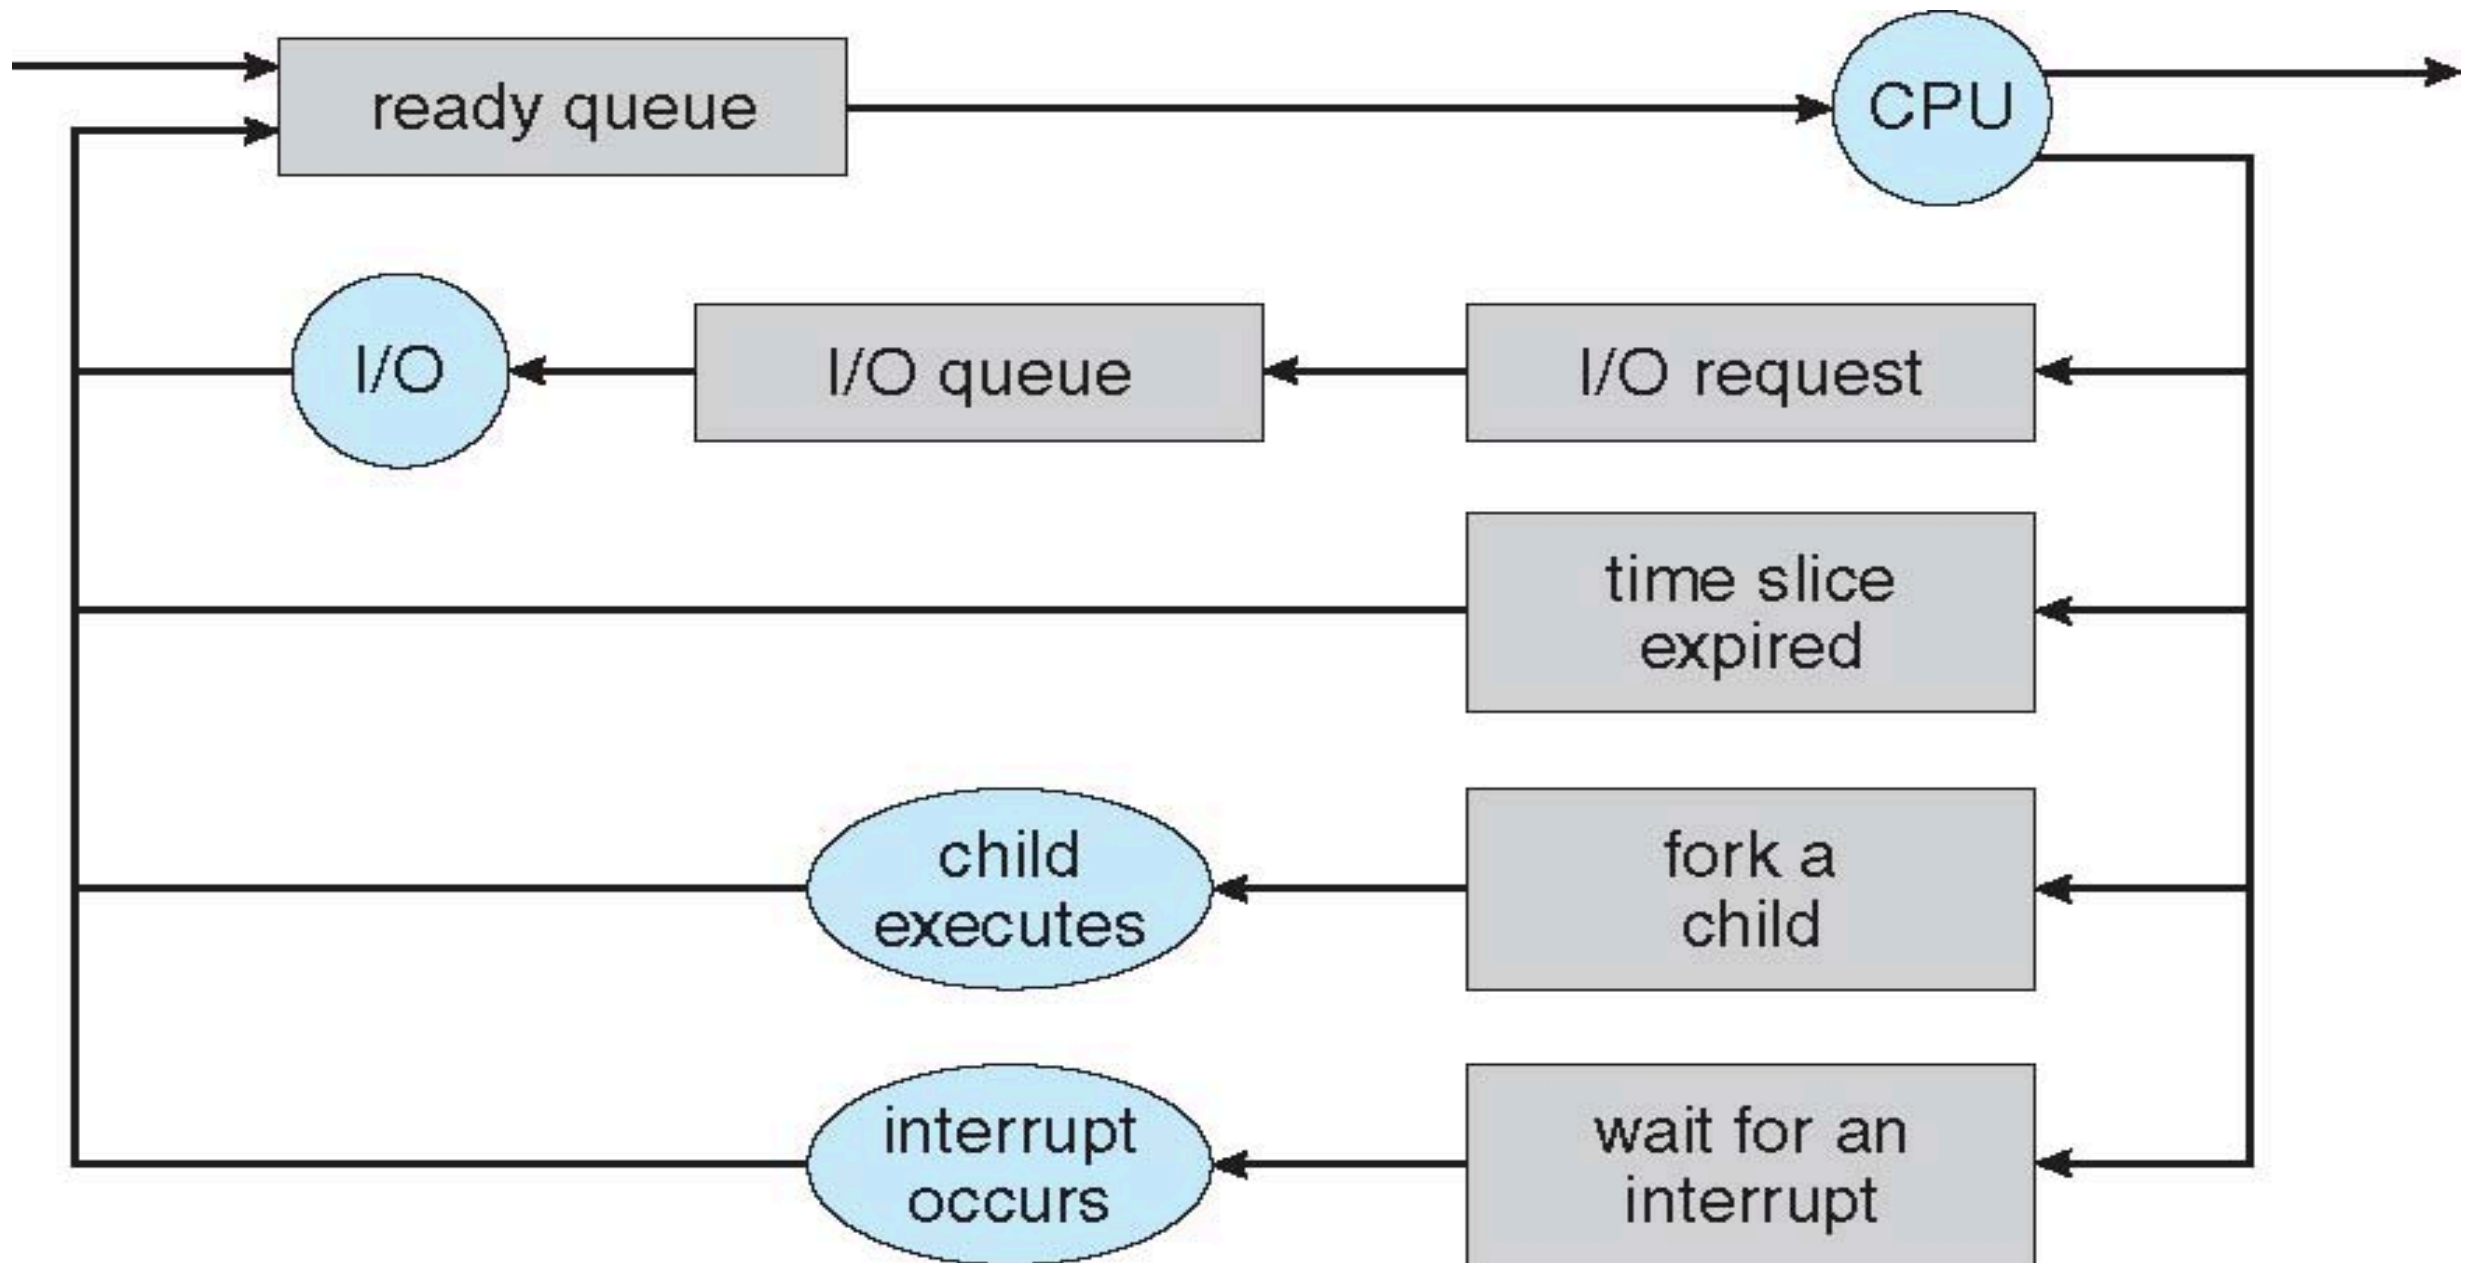 ready queue
CPU
I/O
I/O queue
I/O request
time slice
expired
child
executes
fork a
child
interrupt
occurs
wait for an
interrupt